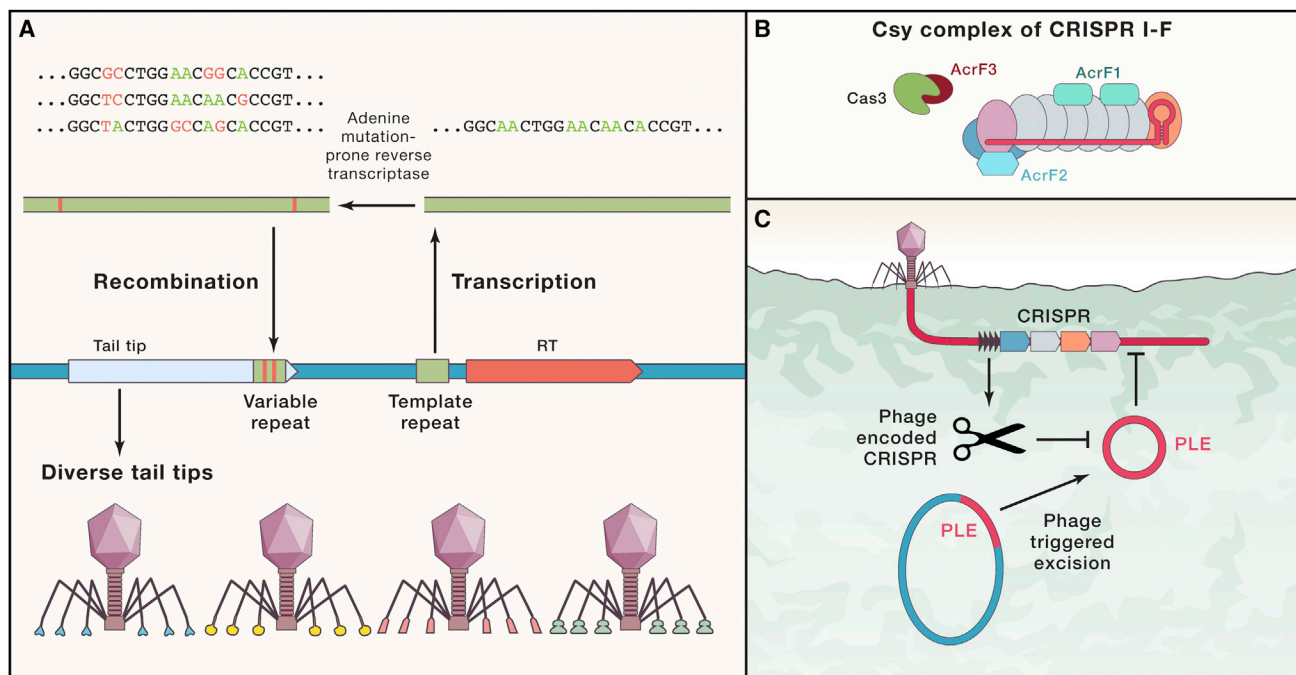 A
...GGCGCCTGGAACGGCACCGT...
...GGCTCCTGGAACAACGCCGT...
...GGCTACTGGGCCAGCACCGT...
Adenine
mutation-
prone reverse
transcriptase
...GGCAACTGGAACAACACCGT...
Recombination
Transcription
Tail tip
RT
Variable
repeat
Template
repeat
Diverse tail tips
B
Csy complex of CRISPR I-F
AcrF3
Cas3
AcrF1
AcrF2
C
CRISPR
Phage
encoded
CRISPR
PLE
PLE
Phage
triggered
excision